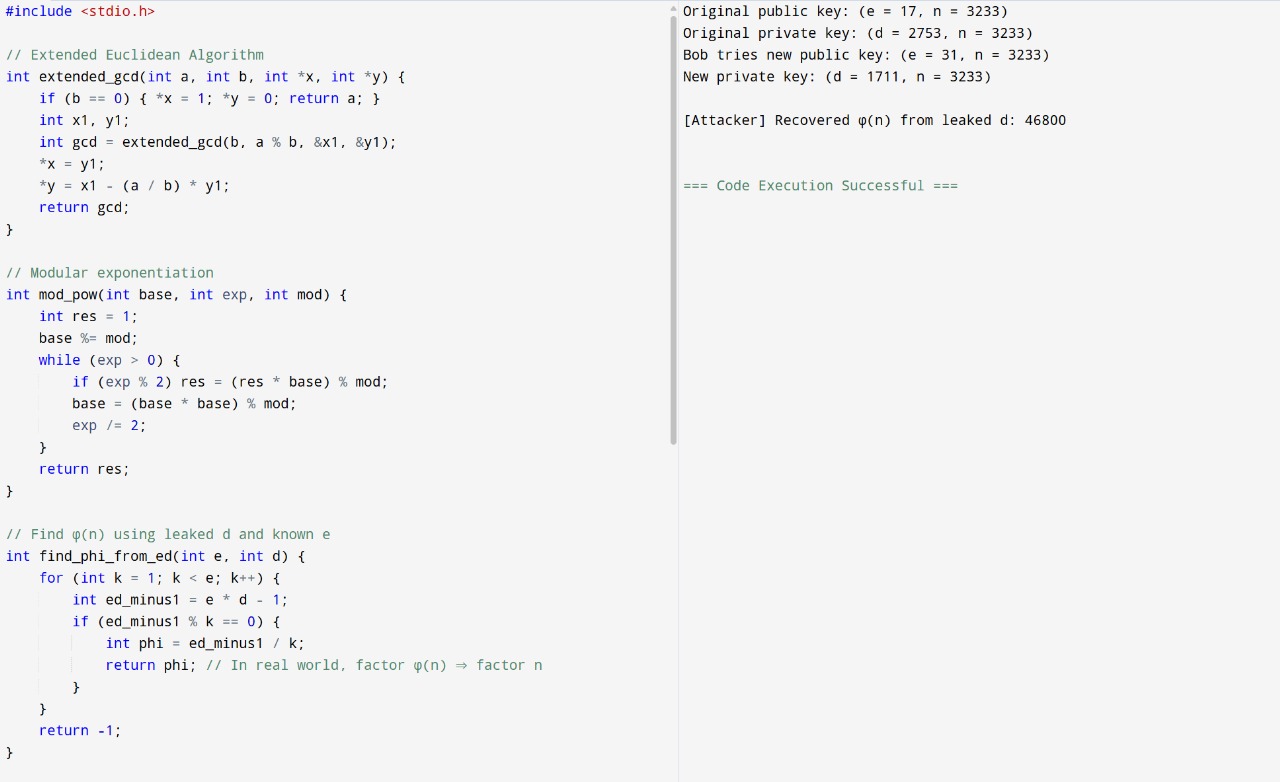 #include <stdio.h>
// Extended Euclidean Algorithm
int extended_gcd(int a, int b, int *x, int *y) {
    if (b == 0) { *x = 1; *y = 0; return a; }
    int x1, y1;
    int gcd = extended_gcd(b, a % b, &x1, &y1);
    *x = y1;
    *y = x1 - (a / b) * y1;
    return gcd;
}
// Modular exponentiation
int mod_pow(int base, int exp, int mod) {
    int res = 1;
    base %= mod;
    while (exp > 0) {
        if (exp % 2) res = (res * base) % mod;
        base = (base * base) % mod;
        exp /= 2;
    }
    return res;
}
// Find φ(n) using leaked d and known e
int find_phi_from_ed(int e, int d) {
    for (int k = 1; k < e; k++) {
        int ed_minus1 = e * d - 1;
        if (ed_minus1 % k == 0) {
            int phi = ed_minus1 / k;
            return phi; // In real world, factor φ(n) ⇒ factor n
        }
    }
    return -1;
}
Original public key: (e = 17, n = 3233)
Original private key: (d = 2753, n = 3233)
Bob tries new public key: (e = 31, n = 3233)
New private key: (d = 1711, n = 3233)
[Attacker] Recovered φ(n) from leaked d: 46800
=== Code Execution Successful ===